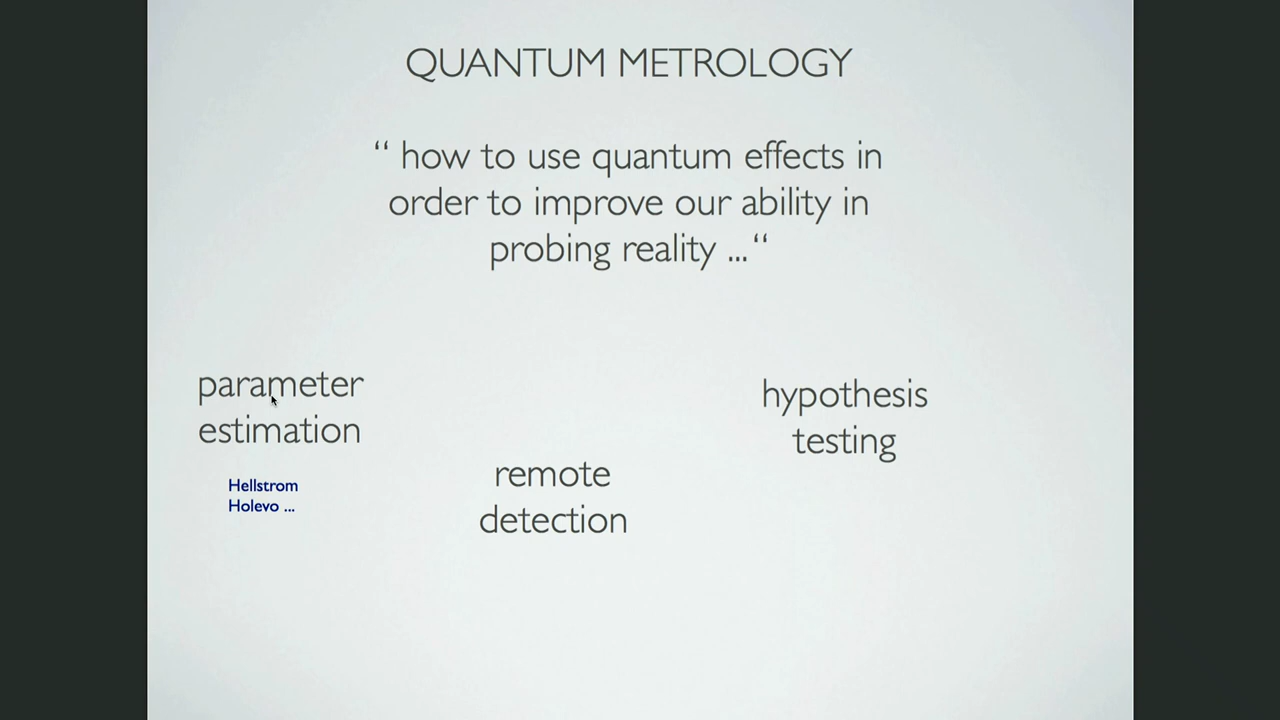 QUANTUM METROLOGY
“ how to use quantum effects in
order to improve our ability in
probing reality ... “
parameter
estimation
Hellstrom
Holevo ...
remote
detection
hypothesis
testing